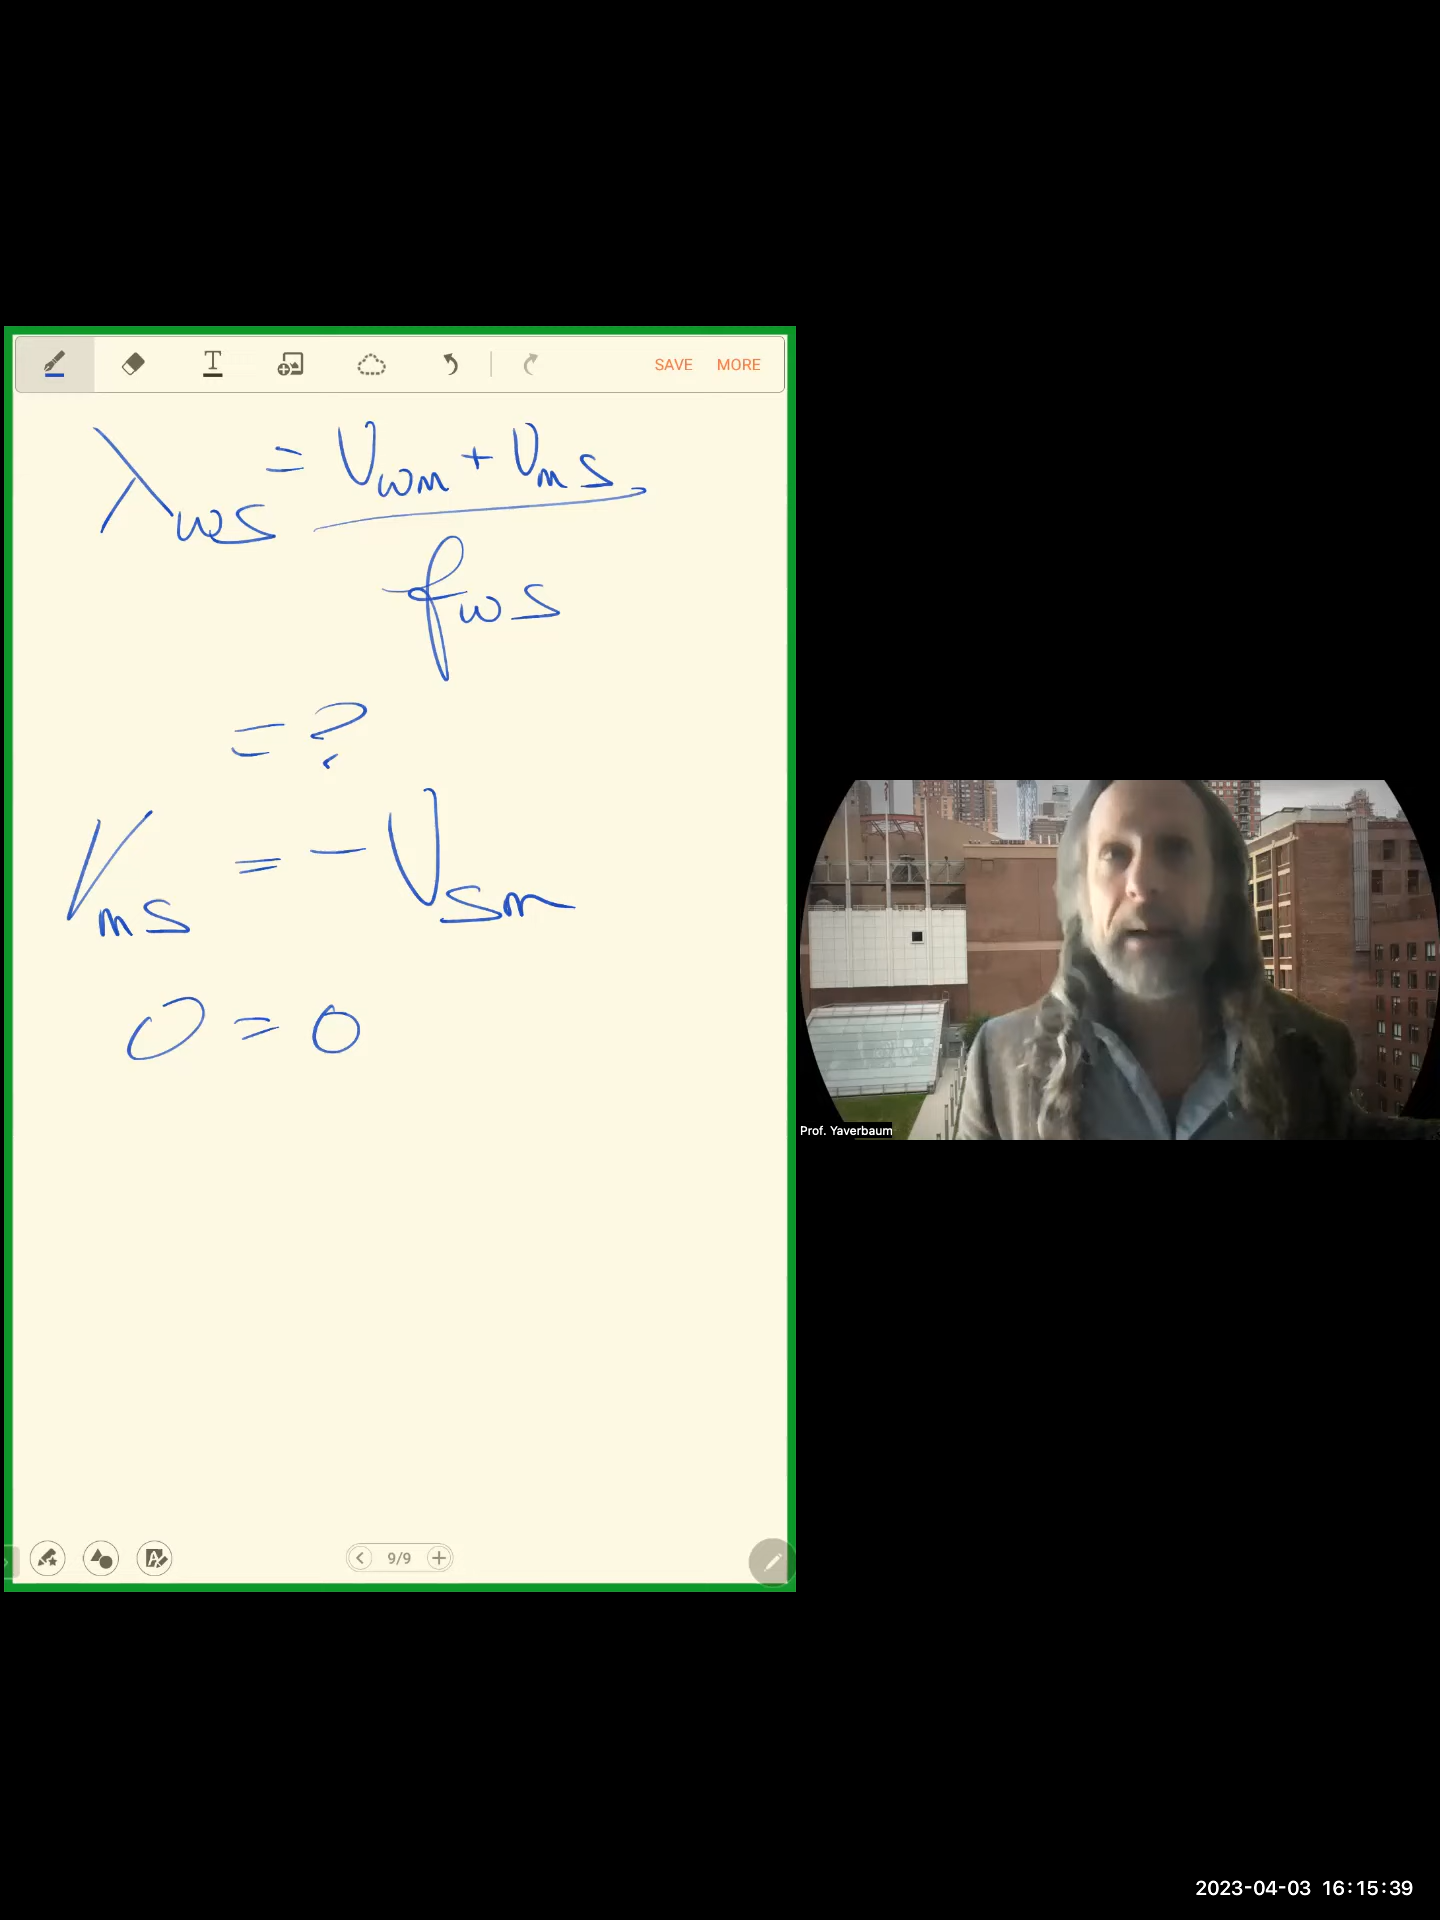 SAVE MORE
λws = Vwm + Vms
fws
= ?
Vms = - Vsm
0 = 0
Prof. Yaverbaum
9/9
2023-04-03 16:15:39